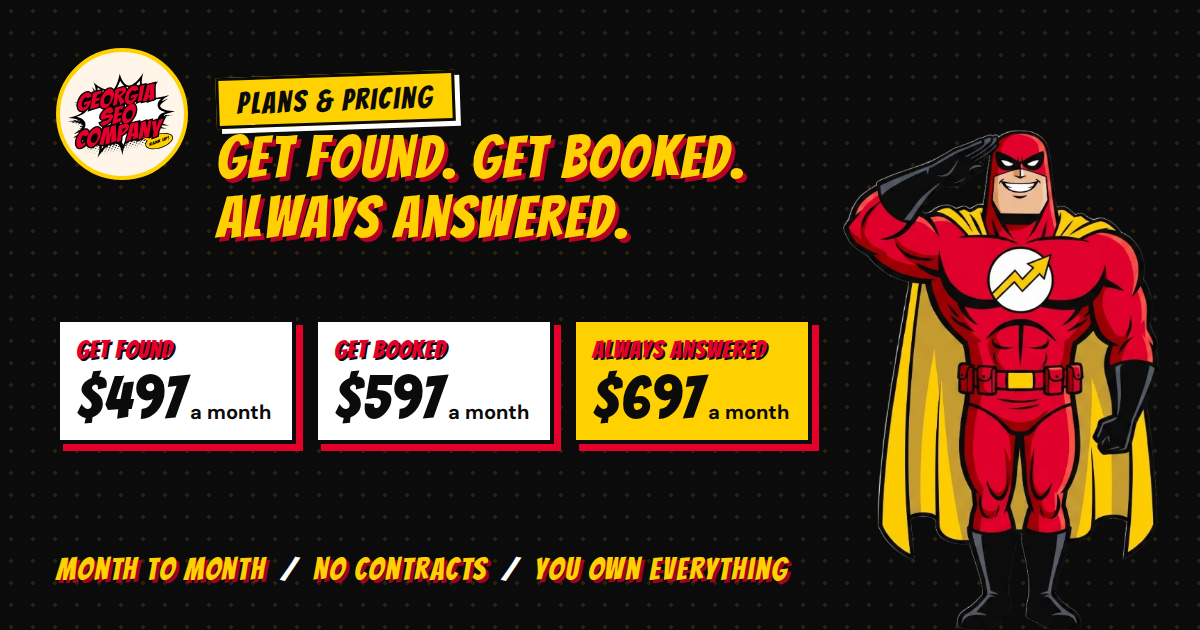 GEORGIA
SEO
COMPANY
PLANS & PRICING
GET FOUND. GET BOOKED.
ALWAYS ANSWERED.
GET FOUND
$497 a month
GET BOOKED
$597 a month
ALWAYS ANSWERED
$697 a month
MONTH TO MONTH / NO CONTRACTS / YOU OWN EVERYTHING